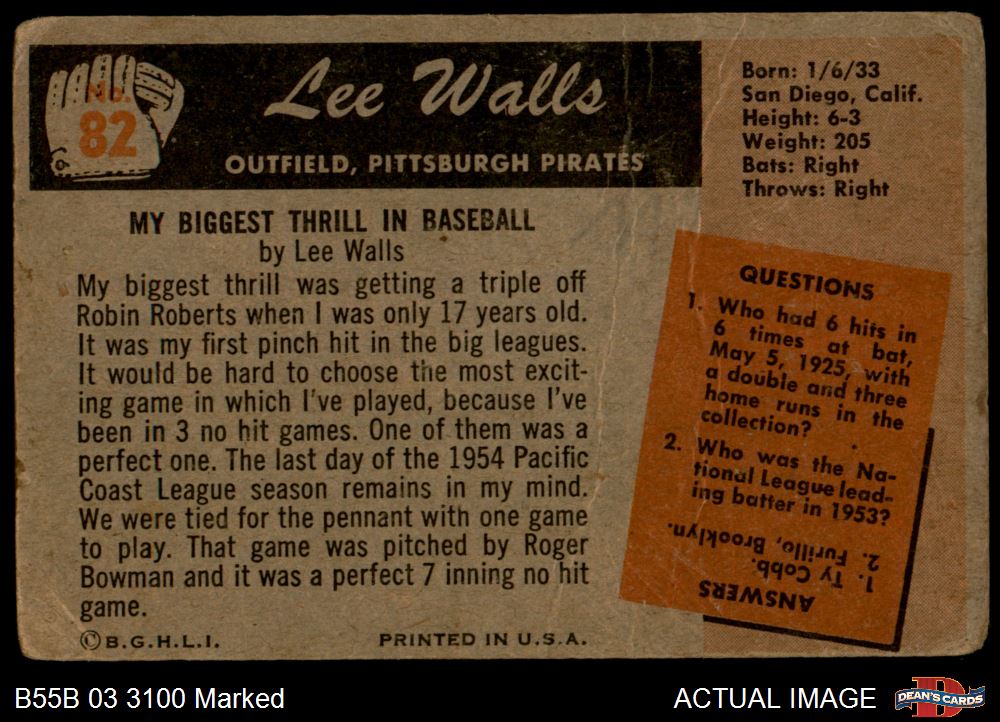 No.
82
Lee Walls
OUTFIELD, PITTSBURGH PIRATES
Born: 1/6/33
San Diego, Calif.
Height: 6-3
Weight: 205
Bats: Right
Throws: Right
MY BIGGEST THRILL IN BASEBALL
by Lee Walls
My biggest thrill was getting a triple off
Robin Roberts when I was only 17 years old.
It was my first pinch hit in the big leagues.
It would be hard to choose the most excit-
ing game in which I've played, because I've
been in 3 no hit games. One of them was a
perfect one. The last day of the 1954 Pacific
Coast League season remains in my mind.
We were tied for the pennant with one game
to play. That game was pitched by Roger
Bowman and it was a perfect 7 inning no hit
game.
©B.G.H.L.I.
PRINTED IN U.S.A.
QUESTIONS
1. Who had 6 hits in
6 times at bat,
May 5, 1925, with
a double and three
home runs in the
collection?
2. Who was the Na-
tional League lead-
ing batter in 1953?
ANSWERS
1. Ty Cobb.
2. Furillo, Brooklyn.
B55B 03 3100 Marked
ACTUAL IMAGE
DEAN'S CARDS